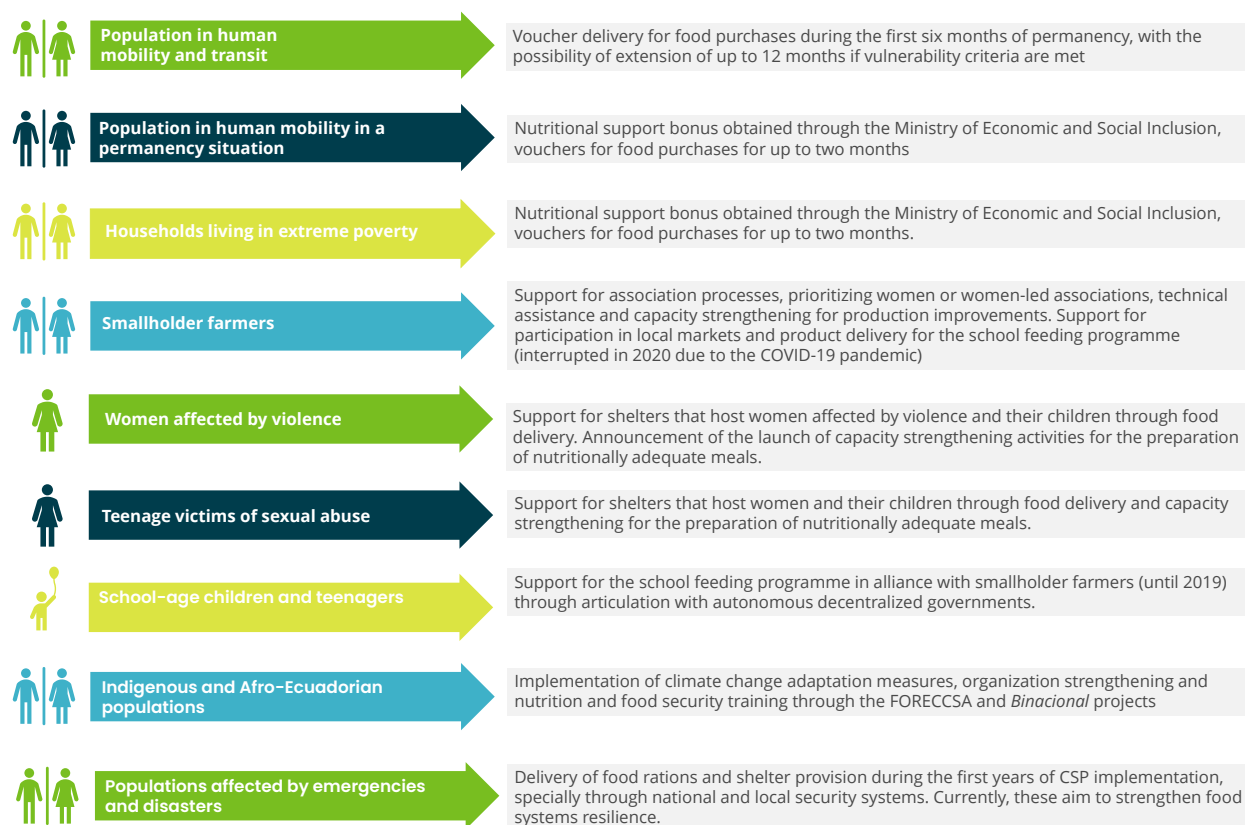 Population in human
mobility and transit
Voucher delivery for food purchases during the first six months of permanency, with the
possibility of extension of up to 12 months if vulnerability criteria are met
Population in human mobility in a
permanency situation
Nutritional support bonus obtained through the Ministry of Economic and Social Inclusion,
vouchers for food purchases for up to two months
Households living in extreme poverty
Nutritional support bonus obtained through the Ministry of Economic and Social Inclusion,
vouchers for food purchases for up to two months.
Smallholder farmers
Support for association processes, prioritizing women or women-led associations, technical
assistance and capacity strengthening for production improvements. Support for
participation in local markets and product delivery for the school feeding programme
(interrupted in 2020 due to the COVID-19 pandemic)
Women affected by violence
Support for shelters that host women affected by violence and their children through food
delivery. Announcement of the launch of capacity strengthening activities for the preparation
of nutritionally adequate meals.
Teenage victims of sexual abuse
Support for shelters that host women and their children through food delivery and capacity
strengthening for the preparation of nutritionally adequate meals.
School-age children and teenagers
Support for the school feeding programme in alliance with smallholder farmers (until 2019)
through articulation with autonomous decentralized governments.
Indigenous and Afro-Ecuadorian
populations
Implementation of climate change adaptation measures, organization strengthening and
nutrition and food security training through the FORECCSA and Binacional projects
Populations affected by emergencies
and disasters
Delivery of food rations and shelter provision during the first years of CSP implementation,
specially through national and local security systems. Currently, these aim to strengthen food
systems resilience.